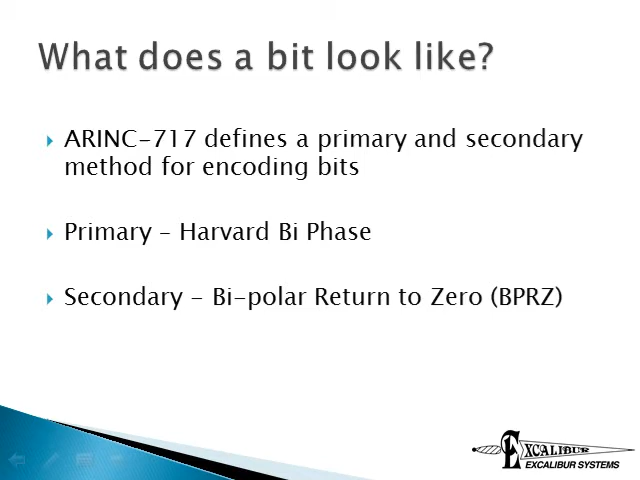 What does a bit look like?
ARINC-717 defines a primary and secondary
method for encoding bits
Primary – Harvard Bi Phase
Secondary - Bi-polar Return to Zero (BPRZ)
EXCALIBUR
EXCALIBUR SYSTEMS